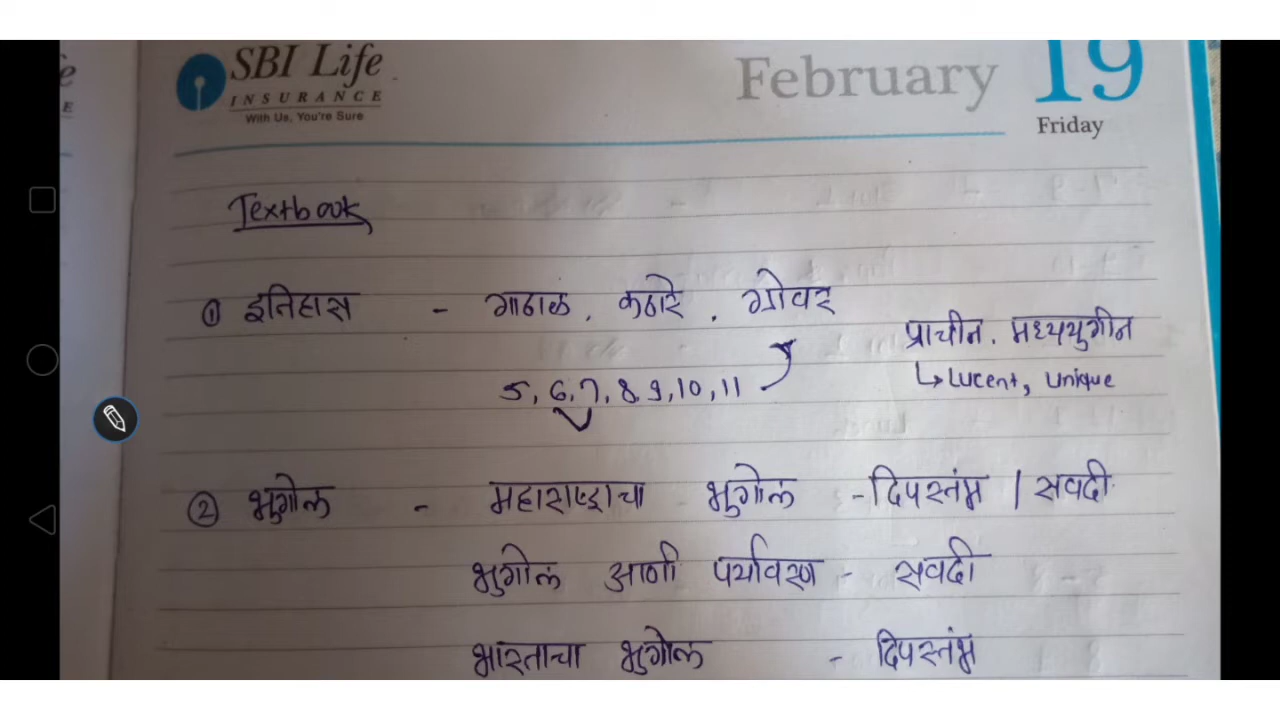 SBI Life
INSURANCE
With Us, You're Sure
February 19
Friday
Textbook
① इतिहास - गाठाळ, कठारे, ग्रोवर
प्राचीन, मध्ययुगीन
↳ Lucent, Unique
5, 6, 7, 8, 9, 10, 11
② भुगोल - महाराष्ट्राचा भुगोल - दिपस्तंभ / सवदी
भुगोल आणी पर्यावरण - सवदी
भारताचा भुगोल - दिपस्तंभ